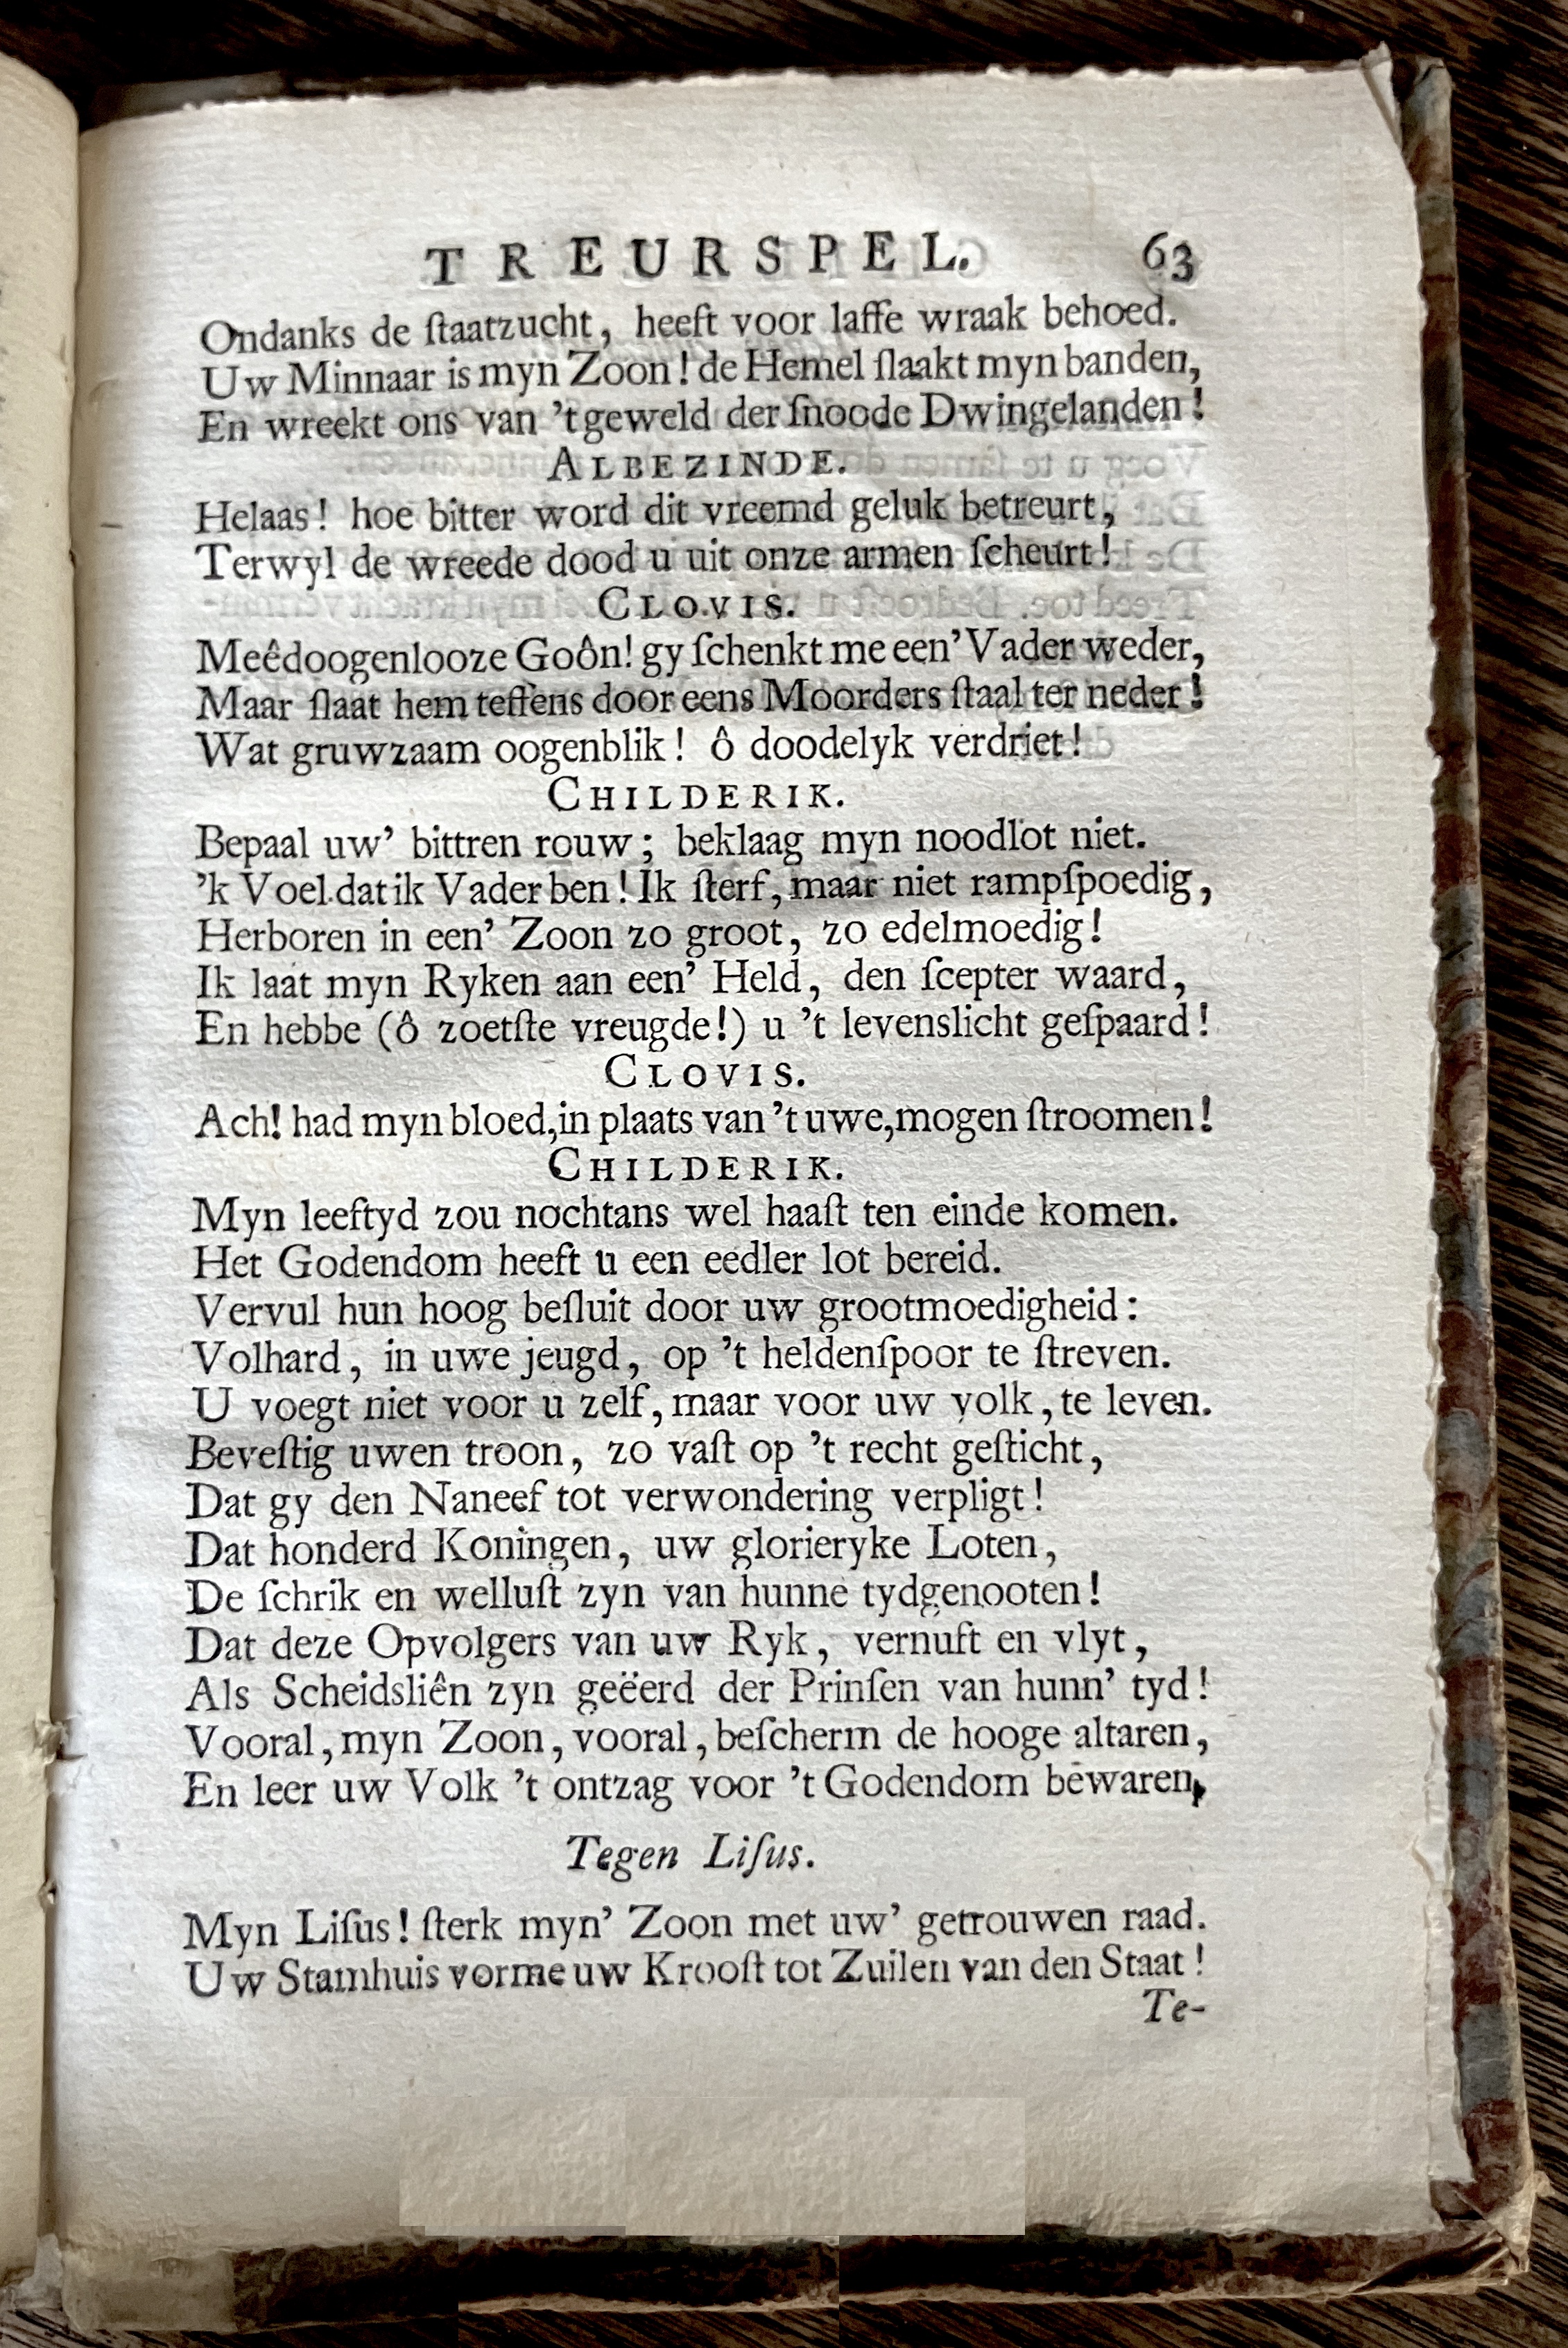 TREURSPEL. 63
Ondanks de ſtaatzucht, heeft voor laffe wraak behoed.
Uw Minnaar is myn Zoon! de Hemel ſlaakt myn banden,
En wreekt ons van 't geweld der ſnoode Dwingelanden!
ALBEZINDE.
Helaas! hoe bitter word dit vreemd geluk betreurt,
Terwyl de wreede dood u uit onze armen ſcheurt!
CLOVIS.
Meêdoogenlooze Goôn! gy ſchenkt me een' Vader weder,
Maar ſlaat hem teffens door eens Moorders ſtaal ter neder!
Wat gruwzaam oogenblik! ô doodelyk verdriet!
CHILDERIK.
Bepaal uw' bittren rouw; beklaag myn noodlot niet.
'k Voel dat ik Vader ben! Ik ſterf, maar niet rampſpoedig,
Herboren in een' Zoon zo groot, zo edelmoedig!
Ik laat myn Ryken aan een' Held, den ſcepter waard,
En hebbe (ô zoetſte vreugde!) u 't levenslicht geſpaard!
CLOVIS.
Ach! had myn bloed, in plaats van 't uwe, mogen ſtroomen!
CHILDERIK.
Myn leeftyd zou nochtans wel haaſt ten einde komen.
Het Godendom heeft u een eedler lot bereid.
Vervul hun hoog beſluit door uw grootmoedigheid:
Volhard, in uwe jeugd, op 't heldenſpoor te ſtreven.
U voegt niet voor u zelf, maar voor uw volk, te leven.
Beveſtig uwen troon, zo vaſt op 't recht geſticht,
Dat gy den Naneef tot verwondering verpligt!
Dat honderd Koningen, uw glorieryke Loten,
De ſchrik en welluſt zyn van hunne tydgenooten!
Dat deze Opvolgers van uw Ryk, vernuft en vlyt,
Als Scheidsliên zyn geëerd der Prinſen van hunn' tyd!
Vooral, myn Zoon, vooral, beſcherm de hooge altaren,
En leer uw Volk 't ontzag voor 't Godendom bewaren,
Tegen Liſus.
Myn Liſus! ſterk myn' Zoon met uw' getrouwen raad.
Uw Stamhuis vorme uw Krooſt tot Zuilen van den Staat!
Te-